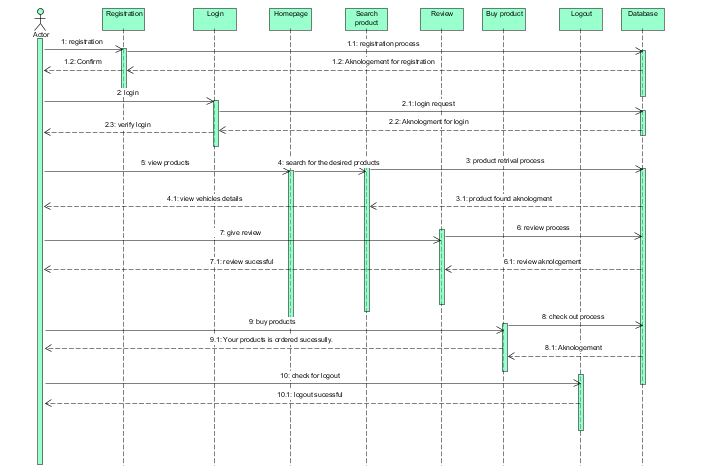 Registration
Login
Homepage
Search
product
Review
Buy product
Logout
Database
Actor
1: registration
1.1: registration process
1.2: Confirm
1.2: Aknologement for registration
2: login
2.1: login request
2.2: Aknologment for login
2.3: verify login
5: view products
4: search for the desired products
3: product retrival process
4.1: view vehicles details
3.1: product found aknologment
7: give review
6: review process
7.1: review sucessful
6.1: review aknologement
9: buy products
8: check out process
9.1: Your products is ordered sucessully.
8.1: Aknologement
10: check for logout
10.1: logout sucessful